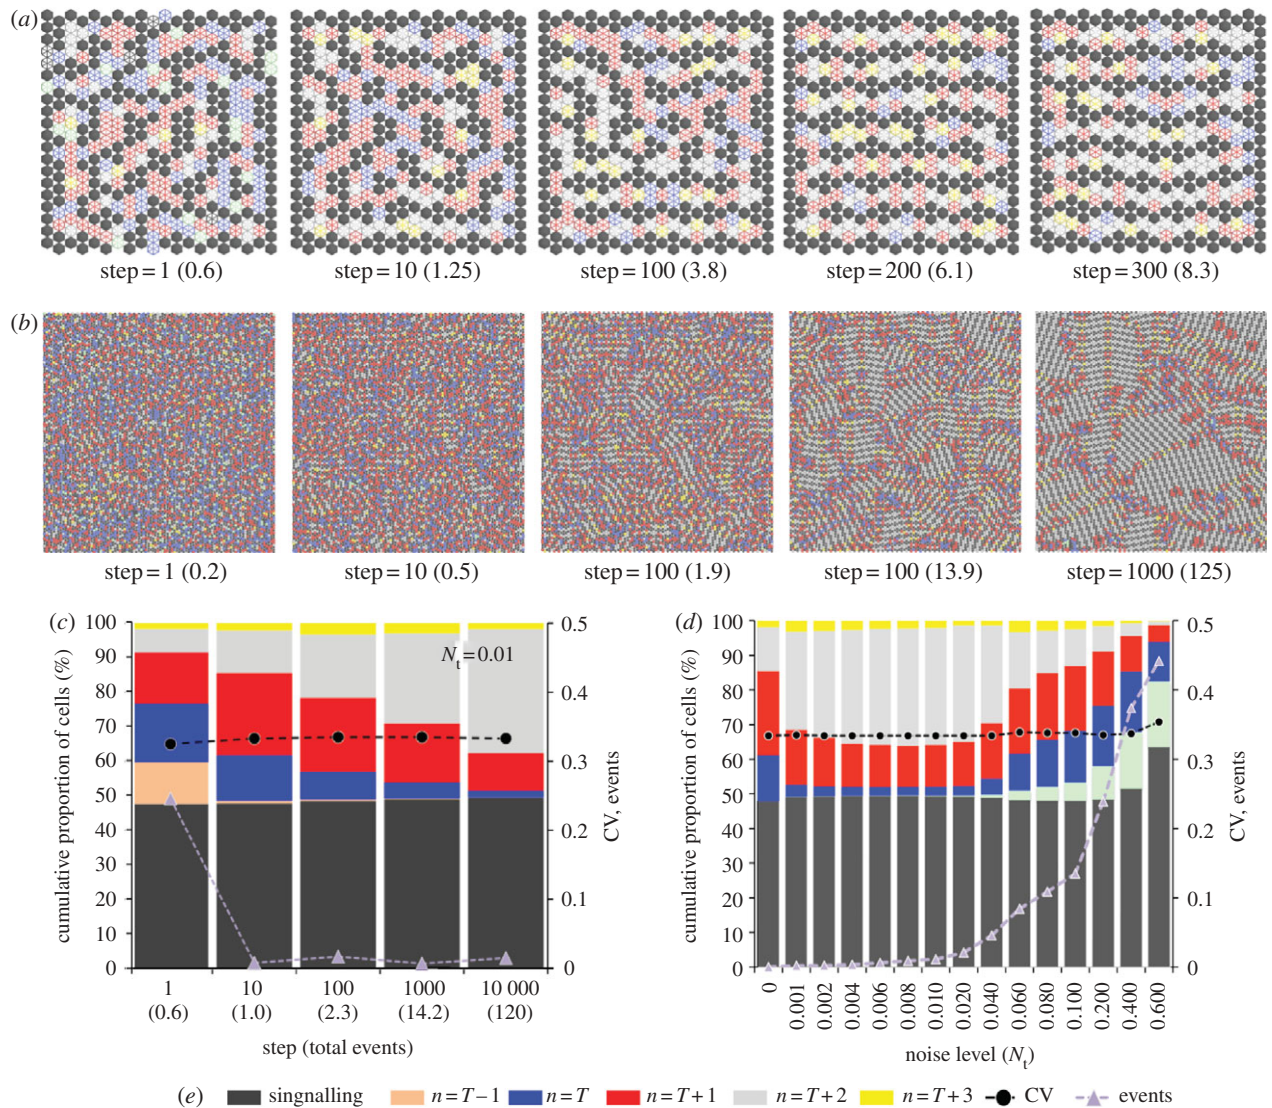 (a)
step = 1 (0.6)
step = 10 (1.25)
step = 100 (3.8)
step = 200 (6.1)
step = 300 (8.3)
(b)
step = 1 (0.2)
step = 10 (0.5)
step = 100 (1.9)
step = 100 (13.9)
step = 1000 (125)
(c)
cumulative proportion of cells (%)
100
90
80
70
60
50
40
30
20
10
0
Nt = 0.01
0.5
0.4
0.3
0.2
0.1
0
CV, events
1 10 100 1000 10 000
(0.6) (1.0) (2.3) (14.2) (120)
step (total events)
(d)
cumulative proportion of cells (%)
100
90
80
70
60
50
40
30
20
10
0
0.5
0.4
0.3
0.2
0.1
0
CV, events
0 0.001 0.002 0.004 0.006 0.008 0.010 0.020 0.040 0.060 0.080 0.100 0.200 0.400 0.600
noise level (Nt)
(e) singnalling n = T – 1 n = T n = T + 1 n = T + 2 n = T + 3 CV events